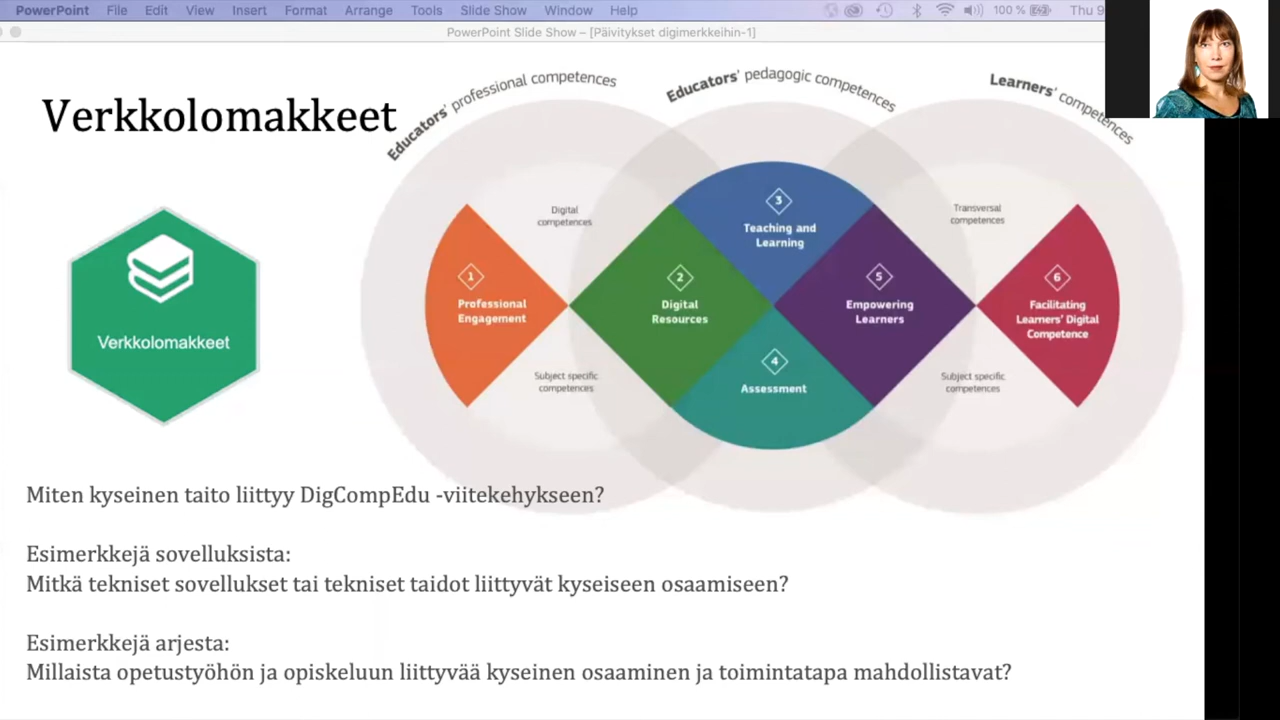 PowerPoint File Edit View Insert Format Arrange Tools Slide Show Window Help 100 % Thu 9
PowerPoint Slide Show – [Päivitykset digimerkkeihin-1]
Verkkolomakkeet
Educators' professional competences
Educators' pedagogic competences
Learners' competences
Verkkolomakkeet
Digital
competences
Transversal
competences
1
Professional
Engagement
2
Digital
Resources
3
Teaching and
Learning
4
Assessment
5
Empowering
Learners
6
Facilitating
Learners' Digital
Competence
Subject specific
competences
Subject specific
competences
Miten kyseinen taito liittyy DigCompEdu -viitekehykseen?
Esimerkkejä sovelluksista:
Mitkä tekniset sovellukset tai tekniset taidot liittyvät kyseiseen osaamiseen?
Esimerkkejä arjesta:
Millaista opetustyöhön ja opiskeluun liittyvää kyseinen osaaminen ja toimintatapa mahdollistavat?